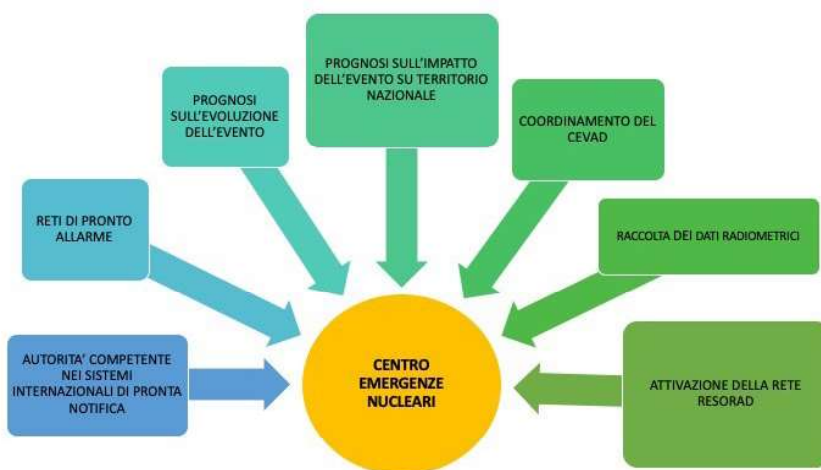 PROGNOSI SULL'IMPATTO
DELL'EVENTO SU TERRITORIO
NAZIONALE
PROGNOSI
SULL'EVOLUZIONE
DELL'EVENTO
COORDINAMENTO DEL
CEVAD
RETI DI PRONTO
ALLARME
RACCOLTA DEI DATI RADIOMETRICI
AUTORITA' COMPETENTE
NEI SISTEMI
INTERNAZIONALI DI PRONTA
NOTIFICA
CENTRO
EMERGENZE
NUCLEARI
ATTIVAZIONE DELLA RETE
RESORAD